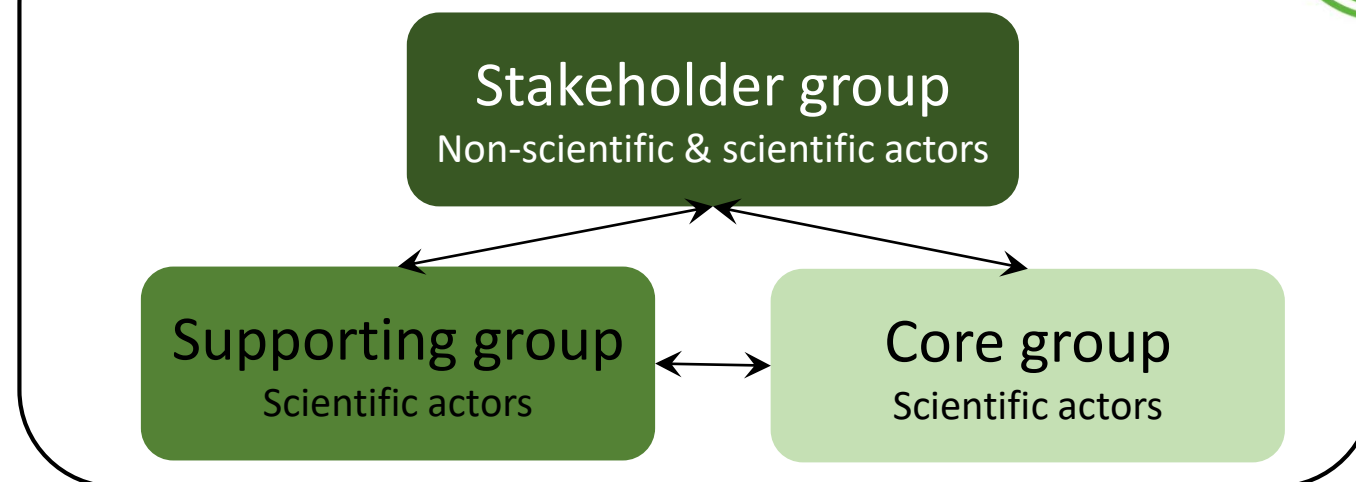 Stakeholder group
Non-scientific & scientific actors
Supporting group
Scientific actors
Core group
Scientific actors